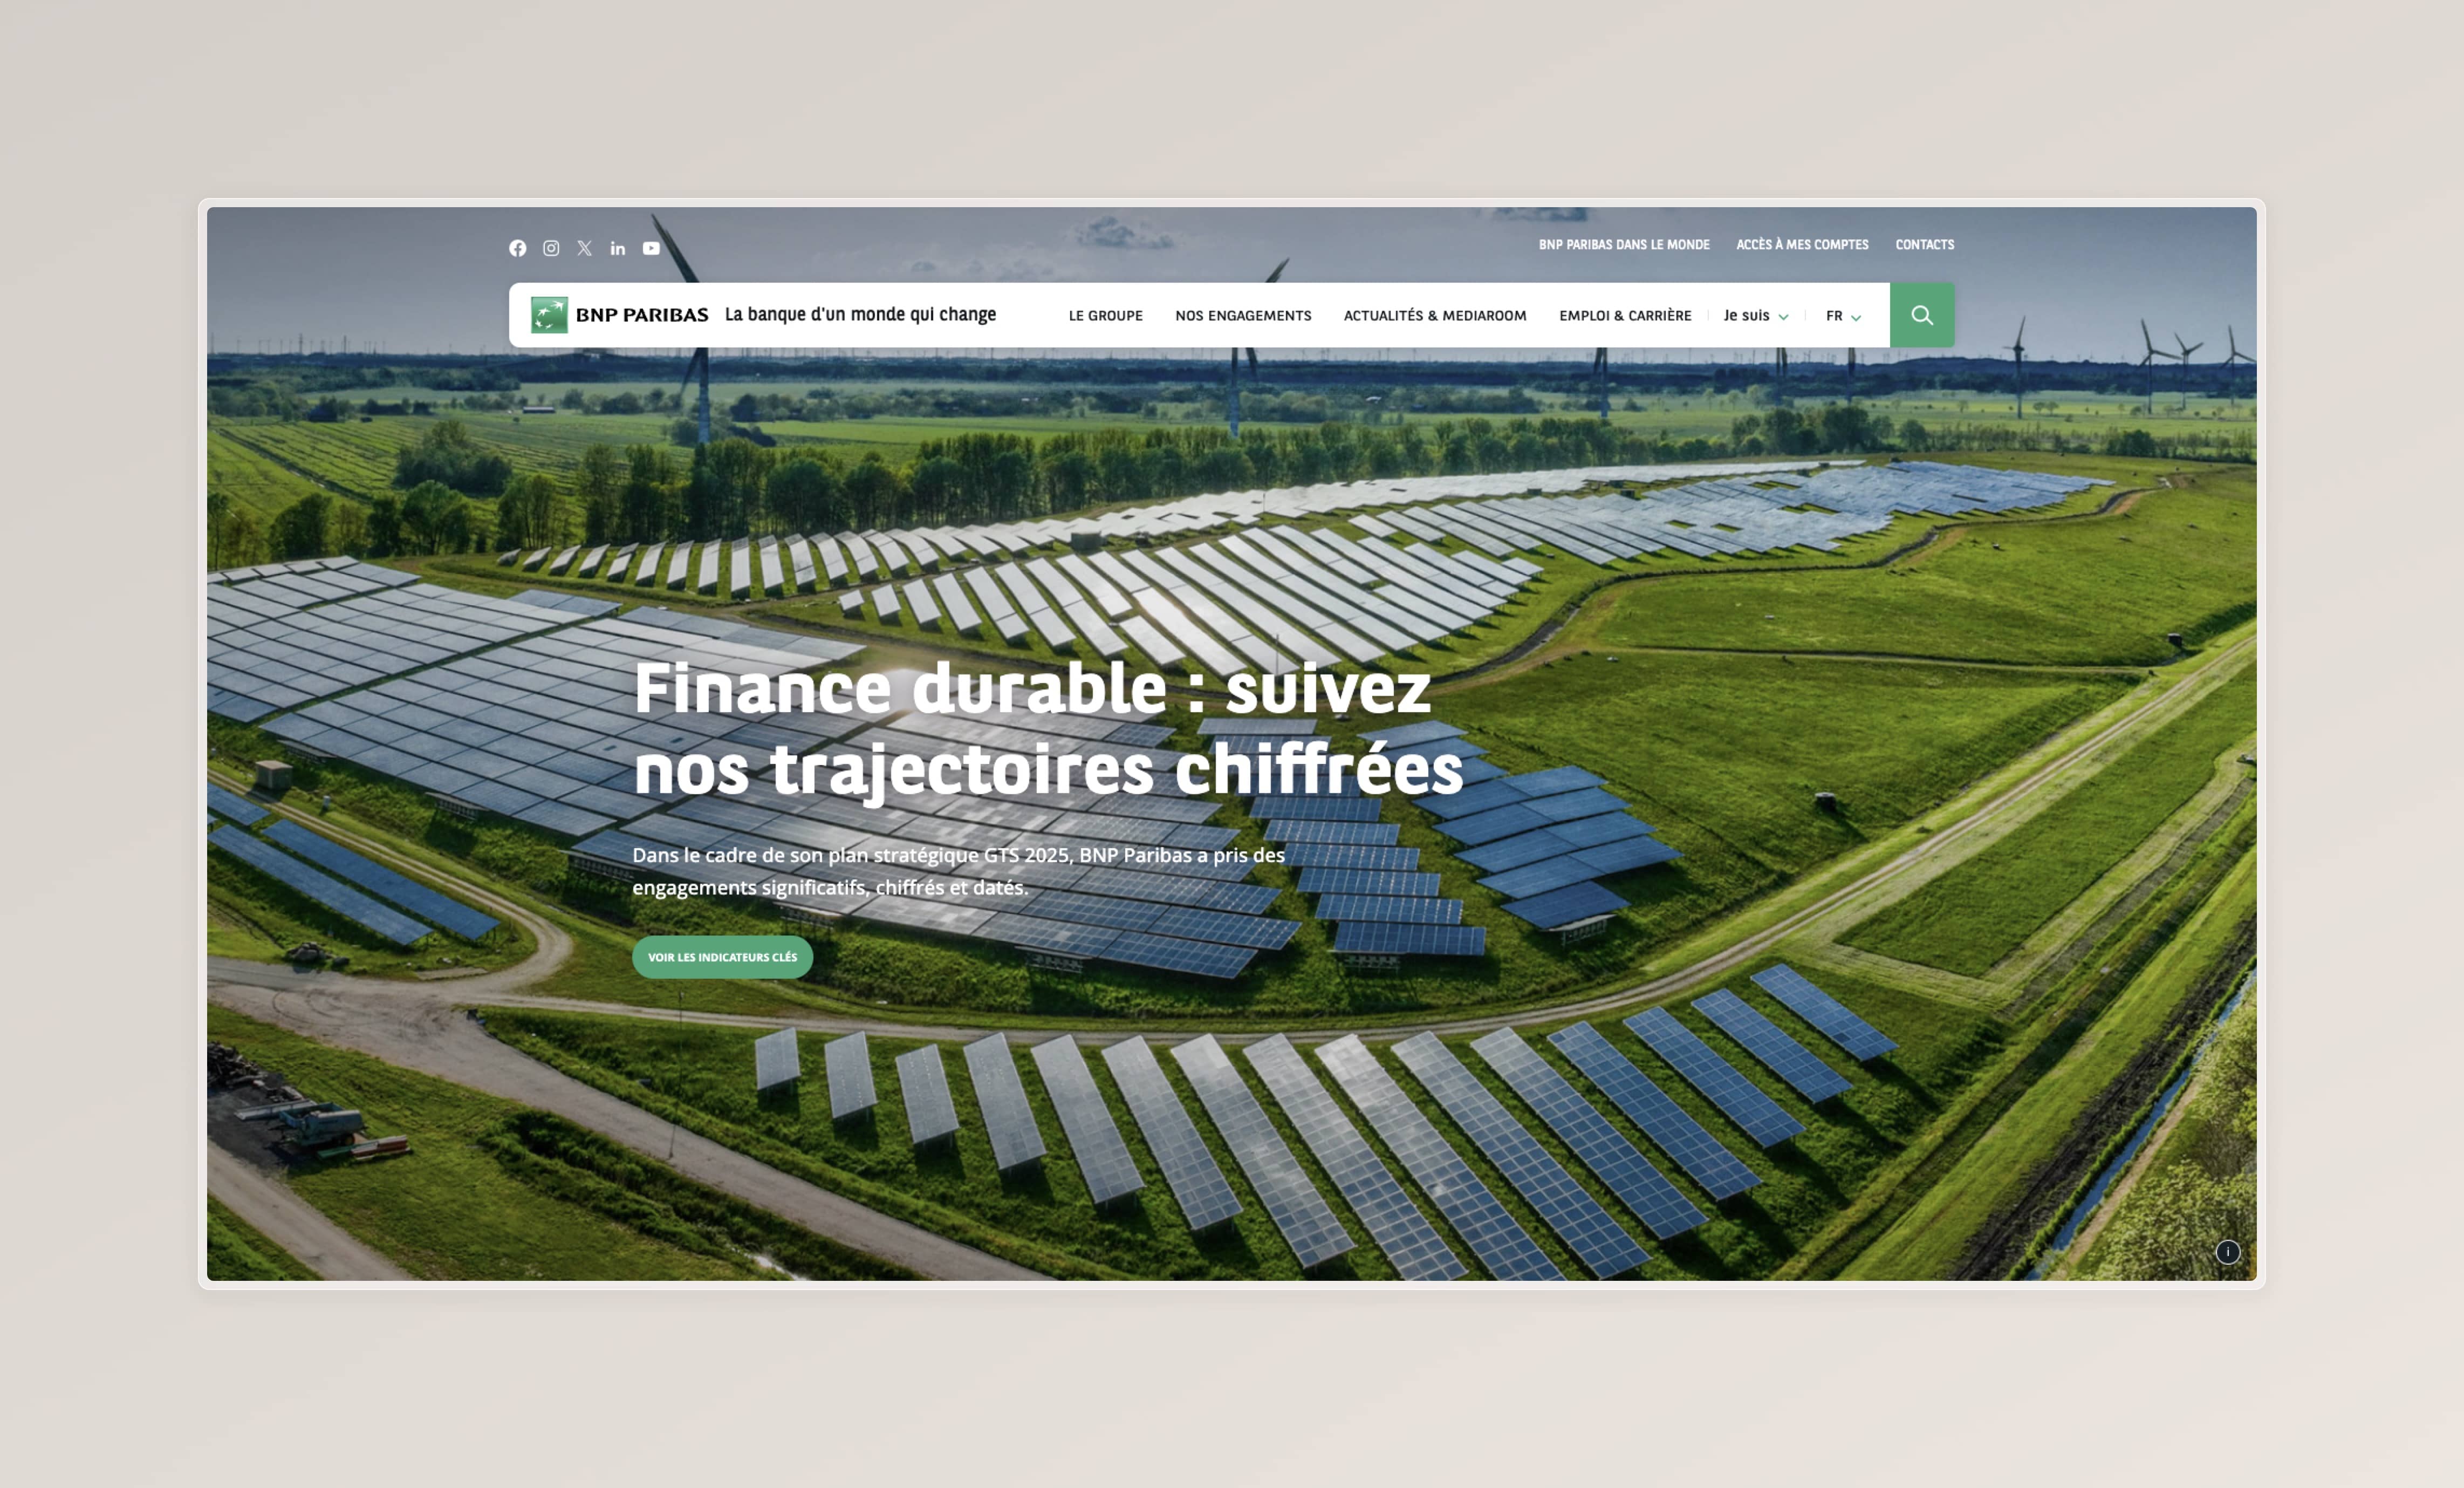 BNP PARIBAS DANS LE MONDE ACCÈS À MES COMPTES CONTACTS
BNP PARIBAS La banque d'un monde qui change LE GROUPE NOS ENGAGEMENTS ACTUALITÉS & MEDIAROOM EMPLOI & CARRIÈRE Je suis FR
Finance durable : suivez
nos trajectoires chiffrées
Dans le cadre de son plan stratégique GTS 2025, BNP Paribas a pris des
engagements significatifs, chiffrés et datés.
VOIR LES INDICATEURS CLÉS
i